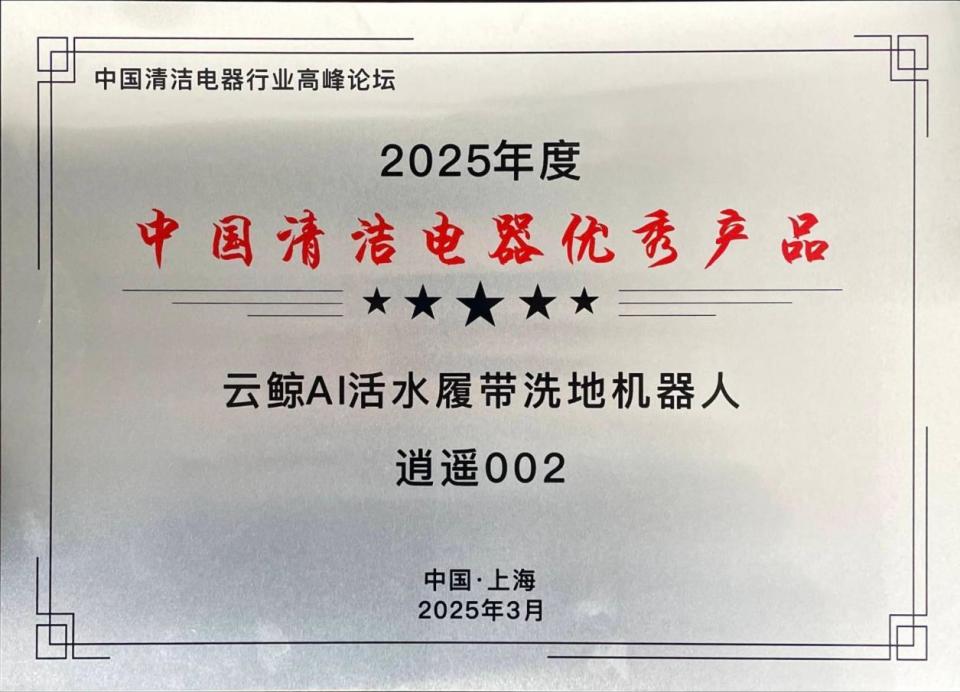 中国清洁电器行业高峰论坛
2025年度
中国清洁电器优秀产品
云鲸AI活水履带洗地机器人
逍遥002
中国·上海
2025年3月